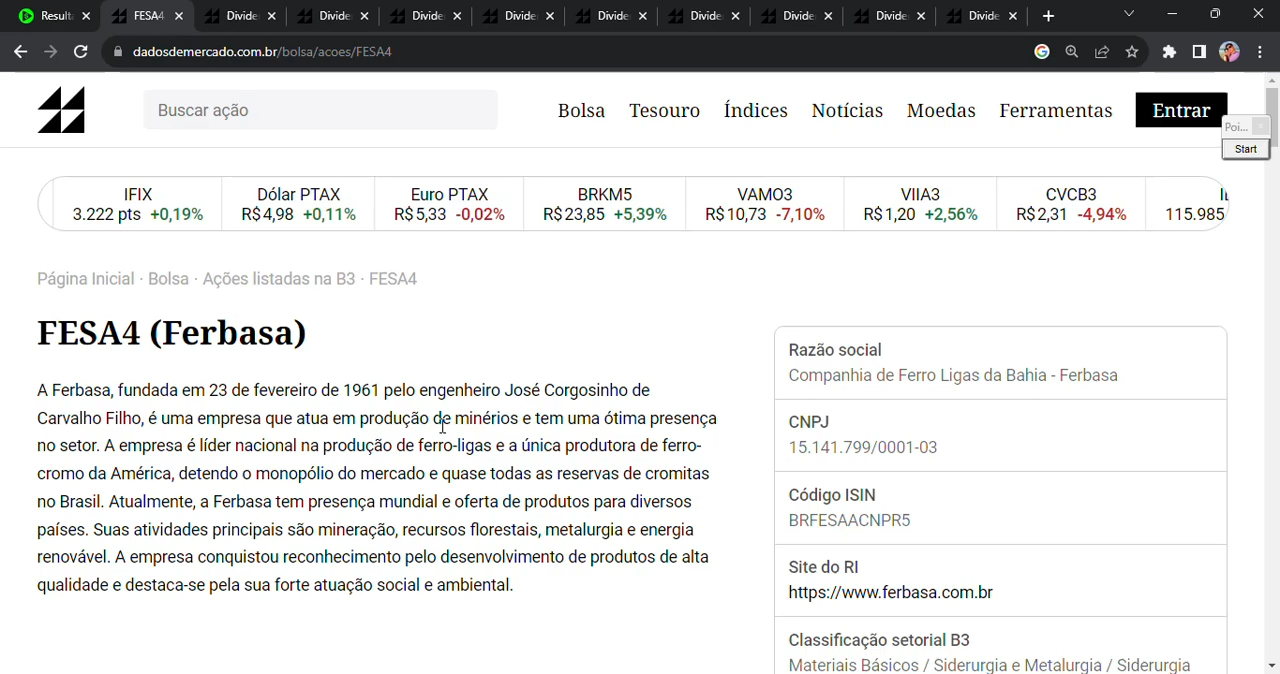 Result
FESA4
Divide
Divide
Divide
Divide
Divide
Divide
Divide
Divide
Divide
dadosdemercado.com.br/bolsa/acoes/FESA4
Buscar ação
Bolsa
Tesouro
Índices
Notícias
Moedas
Ferramentas
Entrar
Poi...
Start
IFIX
3.222 pts +0,19%
Dólar PTAX
R$4,98 +0,11%
Euro PTAX
R$5,33 -0,02%
BRKM5
R$23,85 +5,39%
VAMO3
R$10,73 -7,10%
VIIA3
R$1,20 +2,56%
CVCB3
R$2,31 -4,94%
115.985
Página Inicial · Bolsa · Ações listadas na B3 · FESA4
FESA4 (Ferbasa)
A Ferbasa, fundada em 23 de fevereiro de 1961 pelo engenheiro José Corgosinho de
Carvalho Filho, é uma empresa que atua em produção de minérios e tem uma ótima presença
no setor. A empresa é líder nacional na produção de ferro-ligas e a única produtora de ferro-
cromo da América, detendo o monopólio do mercado e quase todas as reservas de cromitas
no Brasil. Atualmente, a Ferbasa tem presença mundial e oferta de produtos para diversos
países. Suas atividades principais são mineração, recursos florestais, metalurgia e energia
renovável. A empresa conquistou reconhecimento pelo desenvolvimento de produtos de alta
qualidade e destaca-se pela sua forte atuação social e ambiental.
Razão social
Companhia de Ferro Ligas da Bahia - Ferbasa
CNPJ
15.141.799/0001-03
Código ISIN
BRFESAACNPR5
Site do RI
https://www.ferbasa.com.br
Classificação setorial B3
Materiais Básicos / Siderurgia e Metalurgia / Siderurgia